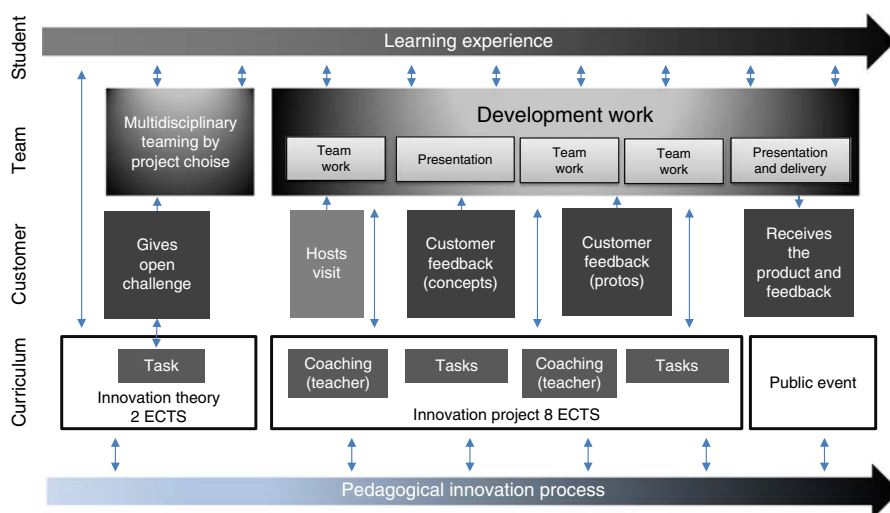 Student
Learning experience
Team
Multidisciplinary
teaming by
project choise
Development work
Team
work
Presentation
Team
work
Team
work
Presentation
and delivery
Customer
Gives
open
challenge
Hosts
visit
Customer
feedback
(concepts)
Customer
feedback
(protos)
Receives
the
product and
feedback
Curriculum
Task
Innovation theory
2 ECTS
Coaching
(teacher)
Tasks
Coaching
(teacher)
Tasks
Innovation project 8 ECTS
Public event
Pedagogical innovation process